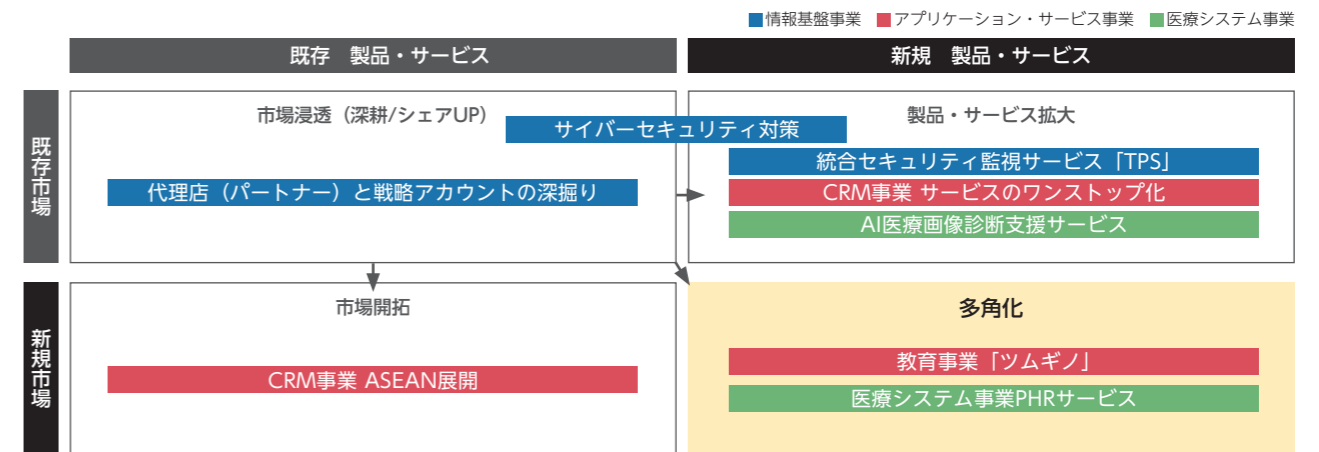 ■情報基盤事業 ■アプリケーション・サービス事業 ■医療システム事業
既存 製品・サービス
新規 製品・サービス
既存市場
市場浸透（深耕/シェアUP）
サイバーセキュリティ対策
代理店（パートナー）と戦略アカウントの深掘り
製品・サービス拡大
統合セキュリティ監視サービス「TPS」
CRM事業 サービスのワンストップ化
AI医療画像診断支援サービス
新規市場
市場開拓
CRM事業 ASEAN展開
多角化
教育事業「ツムギノ」
医療システム事業PHRサービス